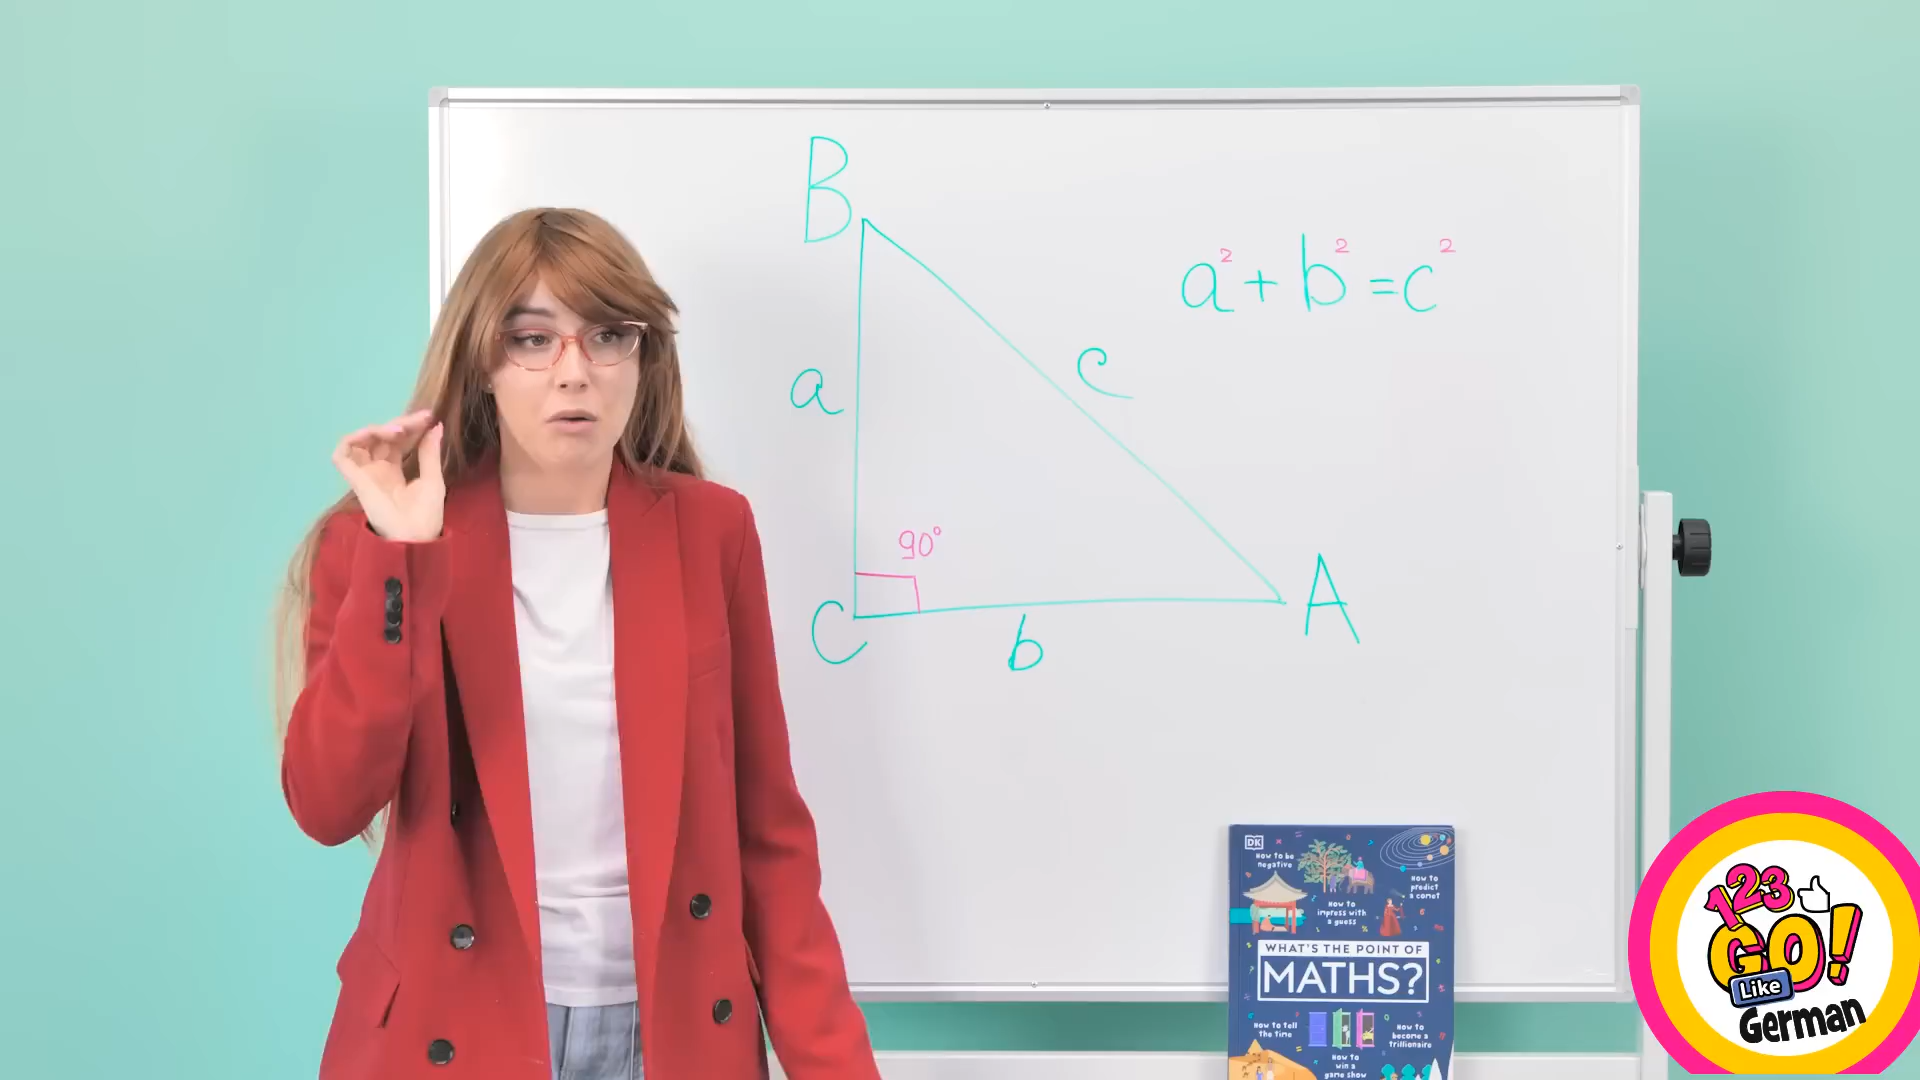 B
a² + b² = c²
c
a
90°
C
b
A
DK
How to be
negative
How to
predict
a comet
How to
impress with
a guess
WHAT'S THE POINT OF
MATHS?
How to tell
the time
How to
become a
trillionaire
How to
win a
game show
123
GO!
Like
German